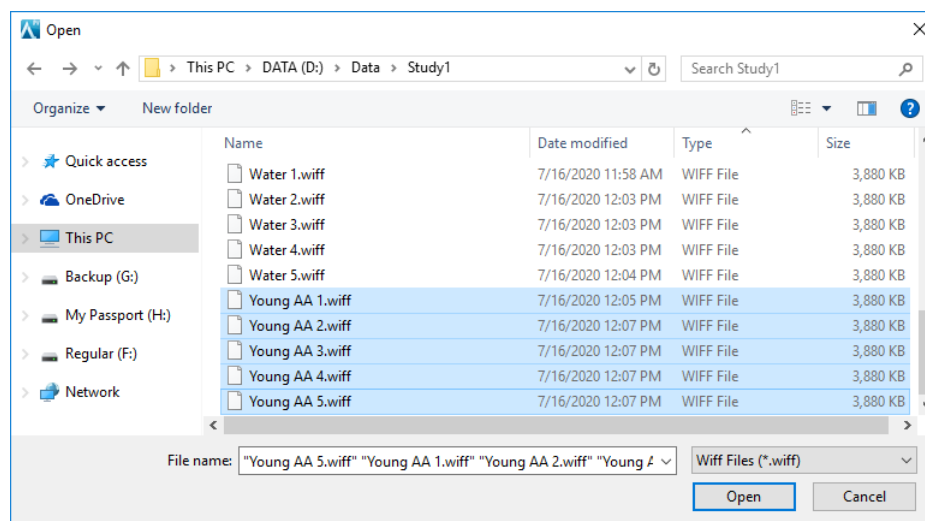 Open
This PC > DATA (D:) > Data > Study1
Search Study1
Organize
New folder
Name Date modified Type Size
Quick access
OneDrive
This PC
Backup (G:)
My Passport (H:)
Regular (F:)
Network
Water 1.wiff 7/16/2020 11:58 AM WIFF File 3,880 KB
Water 2.wiff 7/16/2020 12:03 PM WIFF File 3,880 KB
Water 3.wiff 7/16/2020 12:03 PM WIFF File 3,880 KB
Water 4.wiff 7/16/2020 12:03 PM WIFF File 3,880 KB
Water 5.wiff 7/16/2020 12:04 PM WIFF File 3,880 KB
Young AA 1.wiff 7/16/2020 12:05 PM WIFF File 3,880 KB
Young AA 2.wiff 7/16/2020 12:07 PM WIFF File 3,880 KB
Young AA 3.wiff 7/16/2020 12:07 PM WIFF File 3,880 KB
Young AA 4.wiff 7/16/2020 12:07 PM WIFF File 3,880 KB
Young AA 5.wiff 7/16/2020 12:07 PM WIFF File 3,880 KB
File name: "Young AA 5.wiff" "Young AA 1.wiff" "Young AA 2.wiff" "Young A
Wiff Files (*.wiff)
Open
Cancel